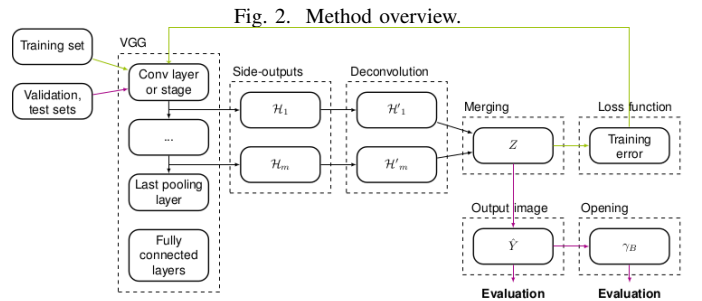 Fig. 2. Method overview.
Training set
VGG
Validation,
test sets
Conv layer
or stage
...
Last pooling
layer
Fully
connected
layers
Side-outputs
ℋ₁
ℋₘ
Deconvolution
ℋ′₁
ℋ′ₘ
Merging
Z
Loss function
Training
error
Output image
Ŷ
Evaluation
Opening
γ_B
Evaluation